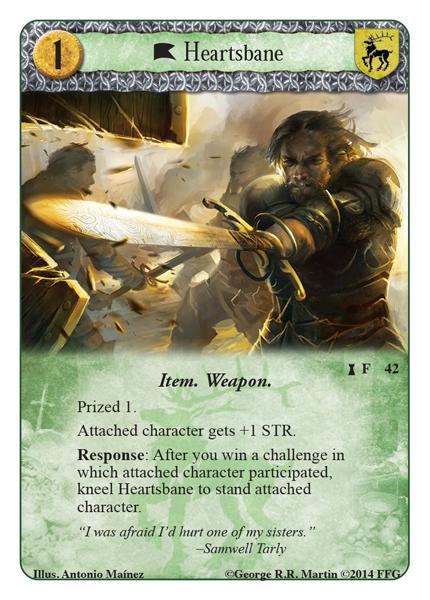 1
Heartsbane
F 42
Item. Weapon.
Prized 1.
Attached character gets +1 STR.
Response: After you win a challenge in
which attached character participated,
kneel Heartsbane to stand attached
character.
“I was afraid I’d hurt one of my sisters.”
–Samwell Tarly
Illus. Antonio Maínez ©George R.R. Martin ©2014 FFG